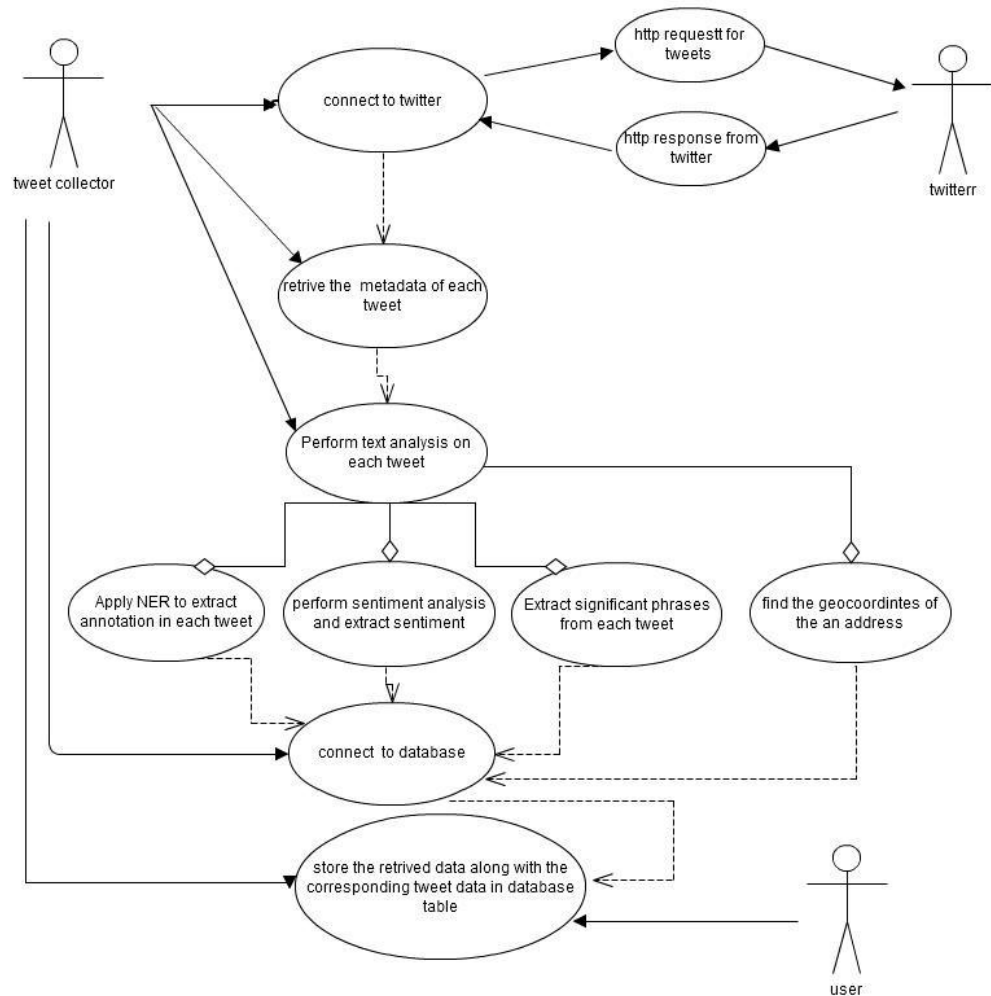 http requestt for
tweets
connect to twitter
http response from
twitter
tweet collector
twitterr
retrive the metadata of each
tweet
Perform text analysis on
each tweet
Apply NER to extract
annotation in each tweet
perform sentiment analysis
and extract sentiment
Extract significant phrases
from each tweet
find the geocoordintes of
the an address
connect to database
store the retrived data along with the
corresponding tweet data in database
table
user